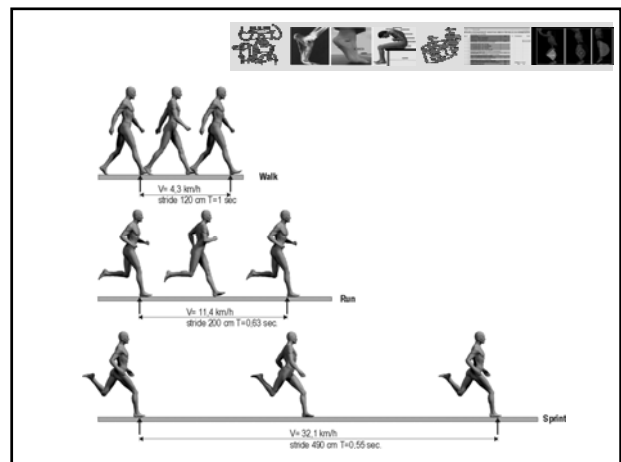 Walk
V= 4,3 km/h
stride 120 cm T=1 sec
Run
V= 11,4 km/h
stride 200 cm T=0,63 sec.
Sprint
V= 32,1 km/h
stride 490 cm T=0,55 sec.